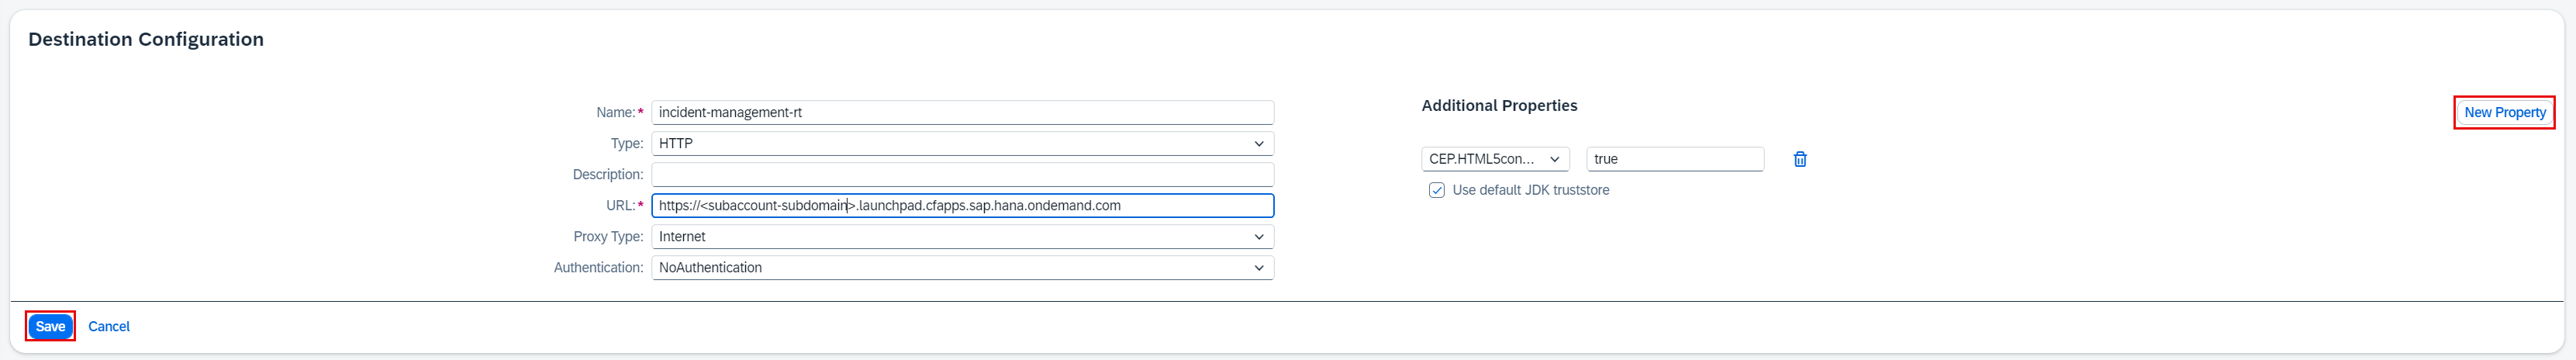 Destination Configuration
Name:* incident-management-rt
Type: HTTP
Description:
URL:* https://<subaccount-subdomain>.launchpad.cfapps.sap.hana.ondemand.com
Proxy Type: Internet
Authentication: NoAuthentication
Additional Properties
New Property
CEP.HTML5con... true
Use default JDK truststore
Save Cancel